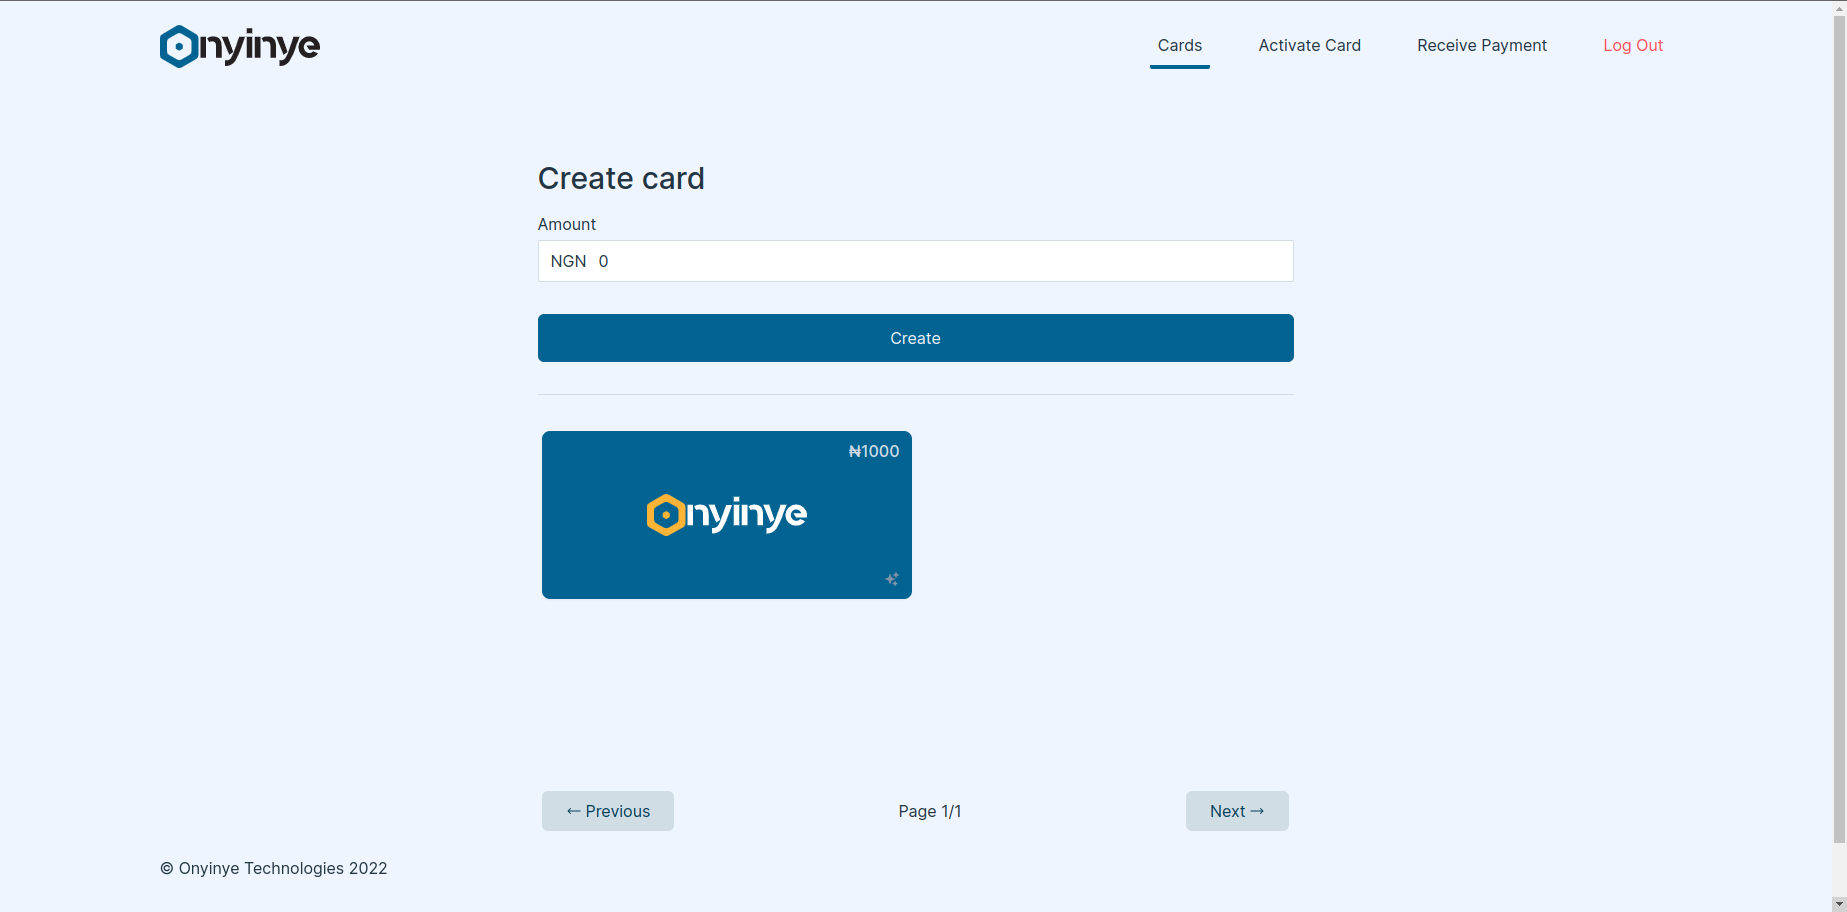 Onyinye
Cards Activate Card Receive Payment Log Out
Create card
Amount
NGN 0
Create
₦1000
Onyinye
← Previous Page 1/1 Next →
© Onyinye Technologies 2022